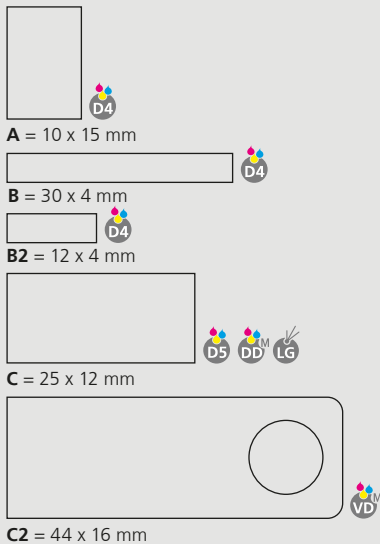 D4
A = 10 x 15 mm
D4
B = 30 x 4 mm
D4
B2 = 12 x 4 mm
D5 DD M LG
C = 25 x 12 mm
VD M
C2 = 44 x 16 mm